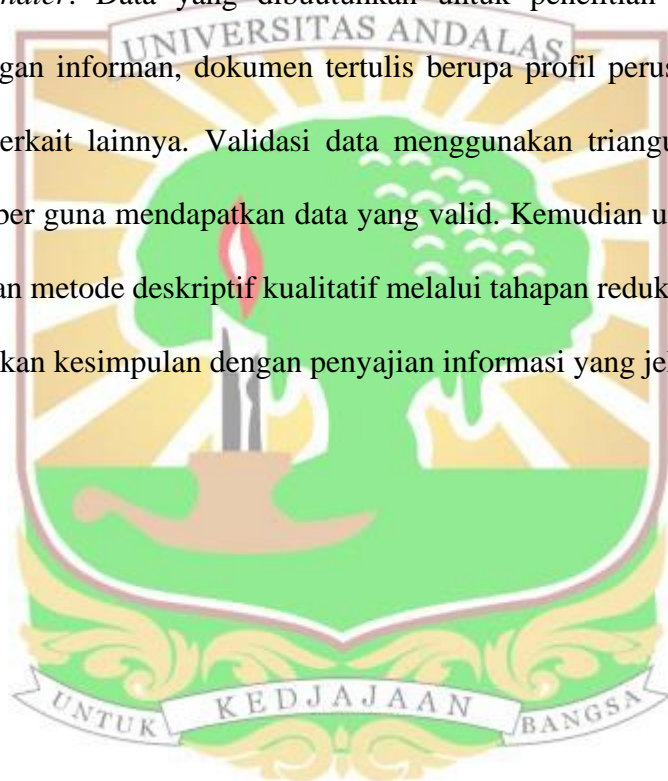 Data yang dibutuhkan untuk penelitian
UNIVERSITAS ANDALAS
gan informan, dokumen tertulis berupa profil perus
erkait lainnya. Validasi data menggunakan triangu
ber guna mendapatkan data yang valid. Kemudian u
an metode deskriptif kualitatif melalui tahapan reduk
kan kesimpulan dengan penyajian informasi yang jel
UNTUK KEDJAJAAN BANGSA